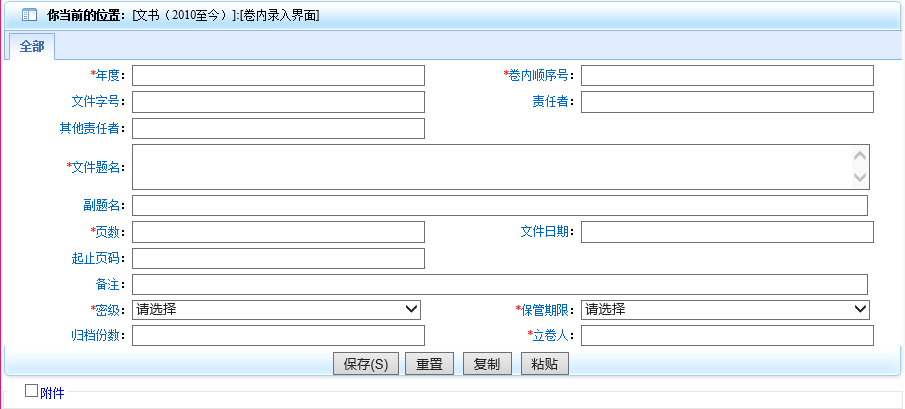 你当前的位置：[文书（2010至今）]:[卷内录入界面]
全部
*年度： *卷内顺序号：
文件字号： 责任者：
其他责任者：
*文件题名：
副题名：
*页数： 文件日期：
起止页码：
备注：
*密级： 请选择 *保管期限： 请选择
归档份数： *立卷人：
保存(S) 重置 复制 粘贴
附件